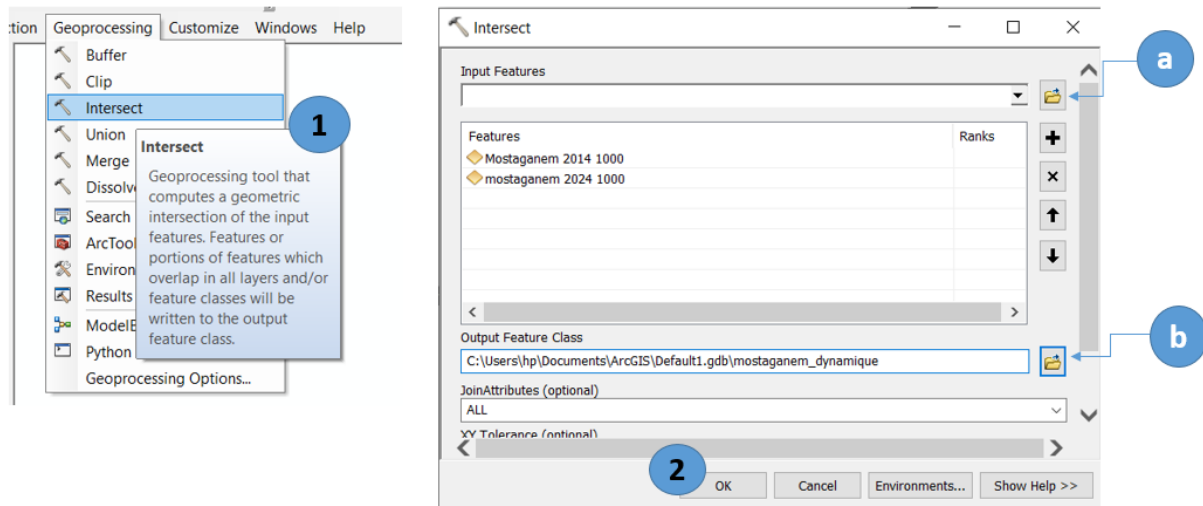 ction Geoprocessing Customize Windows Help
Buffer
Clip
Intersect
1
Union
Merge
Dissolve
Search
ArcTool
Environ
Results
ModelB
Python
Geoprocessing Options...
Intersect
Geoprocessing tool that
computes a geometric
intersection of the input
features. Features or
portions of features which
overlap in all layers and/or
feature classes will be
written to the output
feature class.
Intersect
Input Features
a
Features Ranks
Mostaganem 2014 1000
mostaganem 2024 1000
Output Feature Class
C:\Users\hp\Documents\ArcGIS\Default1.gdb\mostaganem_dynamique
b
JoinAttributes (optional)
ALL
XY Tolerance (optional)
2
OK Cancel Environments... Show Help >>